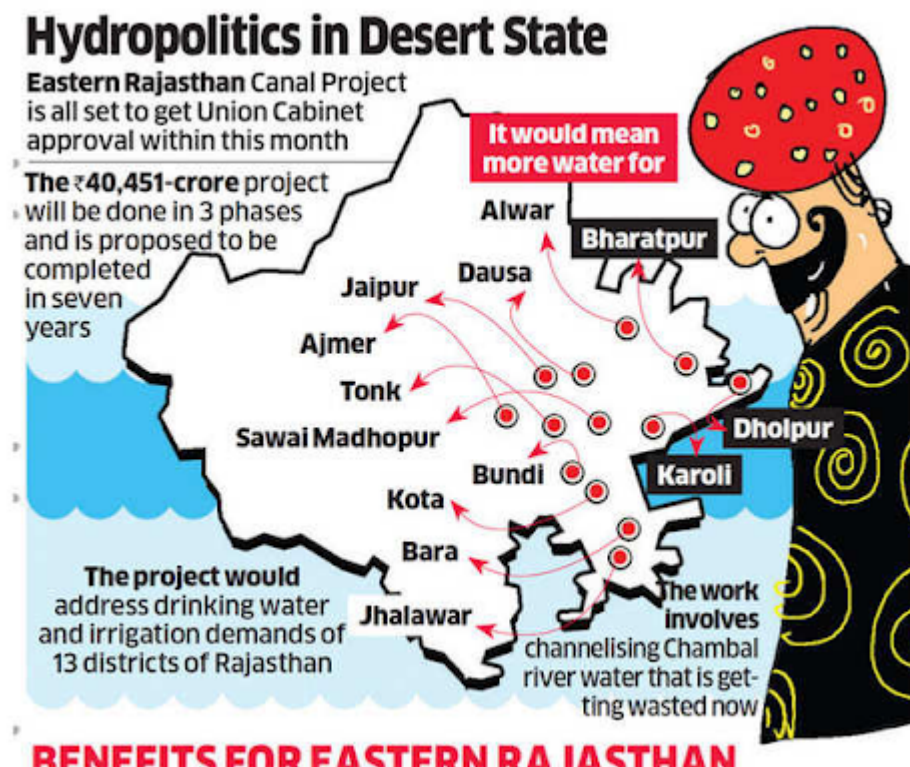 Hydropolitics in Desert State
Eastern Rajasthan Canal Project
is all set to get Union Cabinet
approval within this month
The ₹40,451-crore project
will be done in 3 phases
and is proposed to be
completed
in seven
years
It would mean
more water for
Alwar
Bharatpur
Dausa
Jaipur
Ajmer
Tonk
Sawai Madhopur
Dholpur
Karoli
Bundi
Kota
Bara
Jhalawar
The project would
address drinking water
and irrigation demands of
13 districts of Rajasthan
The work
involves
channelising Chambal
river water that is get-
ting wasted now
BENEFITS FOR EASTERN RAJASTHAN